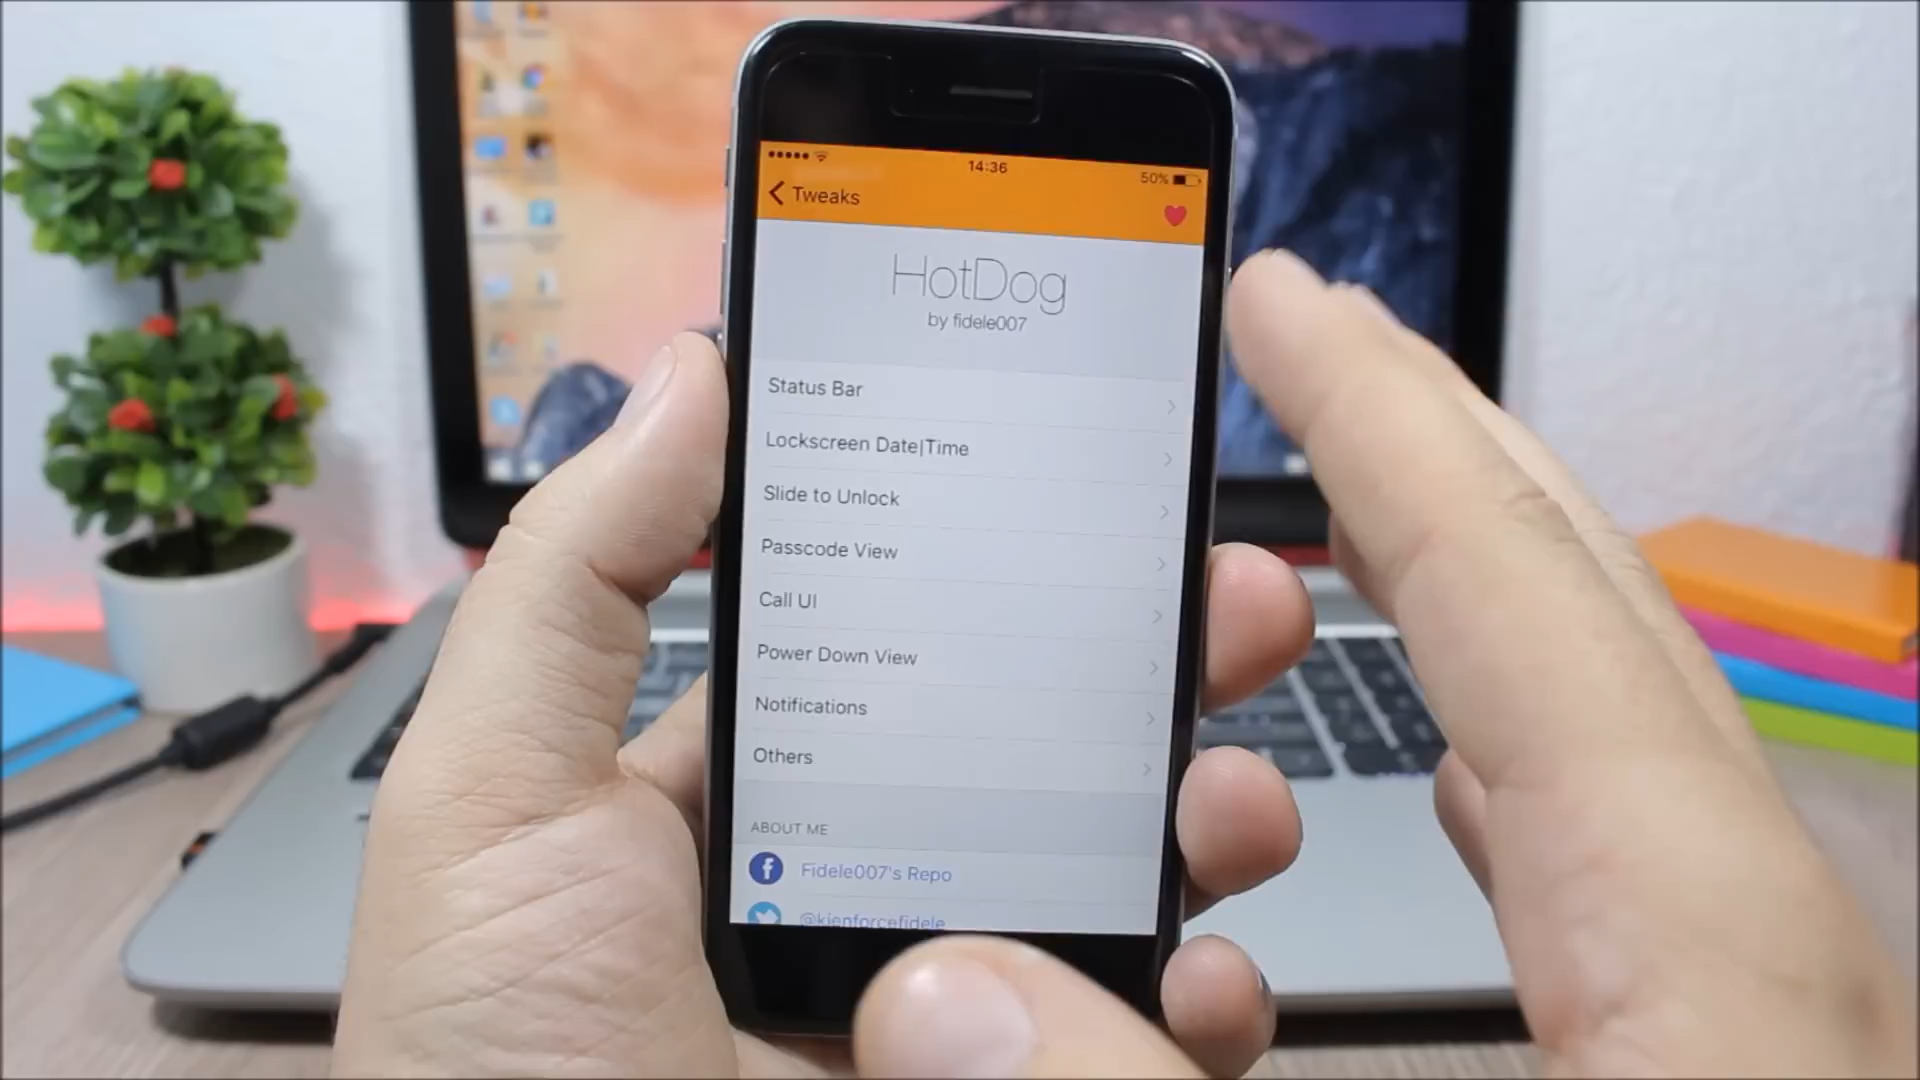 14:36
50%
Tweaks
HotDog
by fidele007
Status Bar
Lockscreen Date|Time
Slide to Unlock
Passcode View
Call UI
Power Down View
Notifications
Others
ABOUT ME
Fidele007's Repo
@kienforcefidele